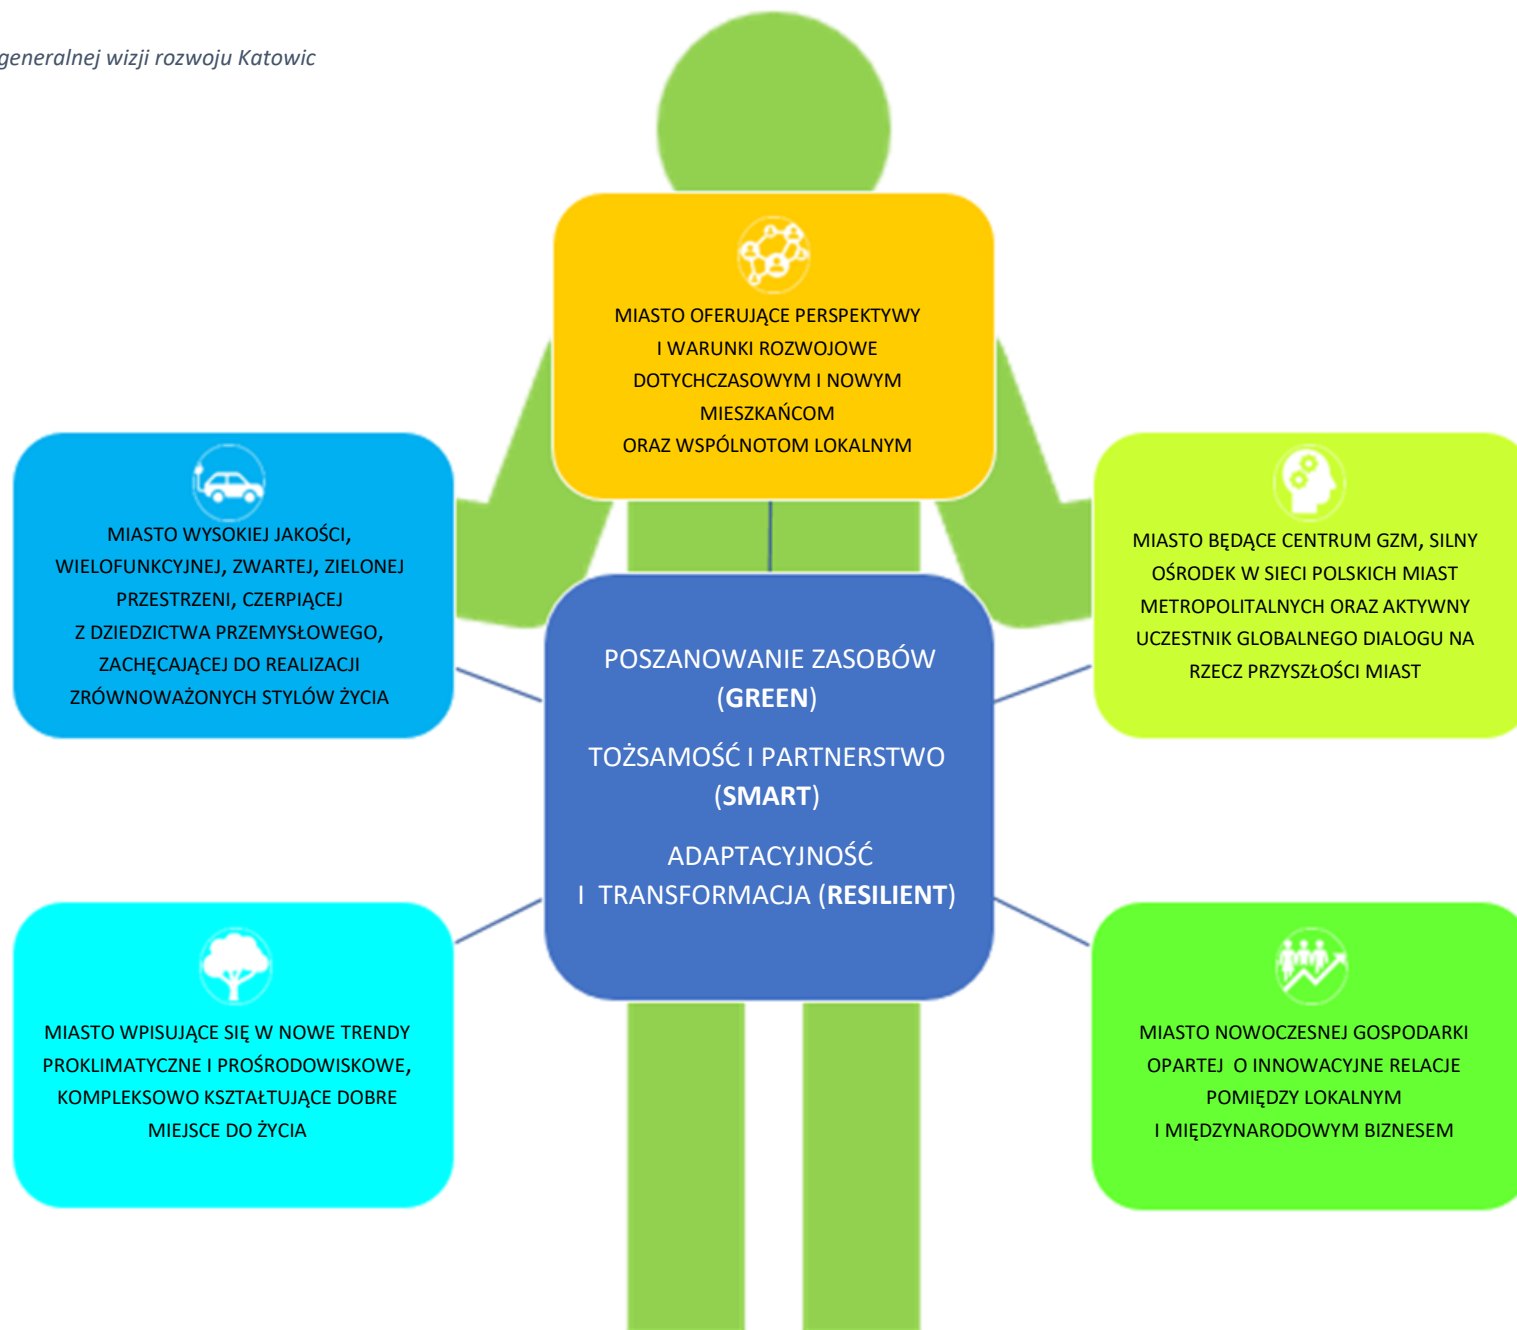 generalnej wizji rozwoju Katowic
MIASTO OFERUJĄCE PERSPEKTYWY
I WARUNKI ROZWOJOWE
DOTYCHCZASOWYM I NOWYM
MIESZKAŃCOM
ORAZ WSPÓLNOTOM LOKALNYM
MIASTO WYSOKIEJ JAKOŚCI,
WIELOFUNKCYJNEJ, ZWARTEJ, ZIELONEJ
PRZESTRZENI, CZERPIĄCEJ
Z DZIEDZICTWA PRZEMYSŁOWEGO,
ZACHĘCAJĄCEJ DO REALIZACJI
ZRÓWNOWAŻONYCH STYLÓW ŻYCIA
MIASTO BĘDĄCE CENTRUM GZM, SILNY
OŚRODEK W SIECI POLSKICH MIAST
METROPOLITALNYCH ORAZ AKTYWNY
UCZESTNIK GLOBALNEGO DIALOGU NA
RZECZ PRZYSZŁOŚCI MIAST
POSZANOWANIE ZASOBÓW
(GREEN)
TOŻSAMOŚĆ I PARTNERSTWO
(SMART)
ADAPTACYJNOŚĆ
I TRANSFORMACJA (RESILIENT)
MIASTO WPISUJĄCE SIĘ W NOWE TRENDY
PROKLIMATYCZNE I PROŚRODOWISKOWE,
KOMPLEKSOWO KSZTAŁTUJĄCE DOBRE
MIEJSCE DO ŻYCIA
MIASTO NOWOCZESNEJ GOSPODARKI
OPARTEJ O INNOWACYJNE RELACJE
POMIĘDZY LOKALNYM
I MIĘDZYNARODOWYM BIZNESEM